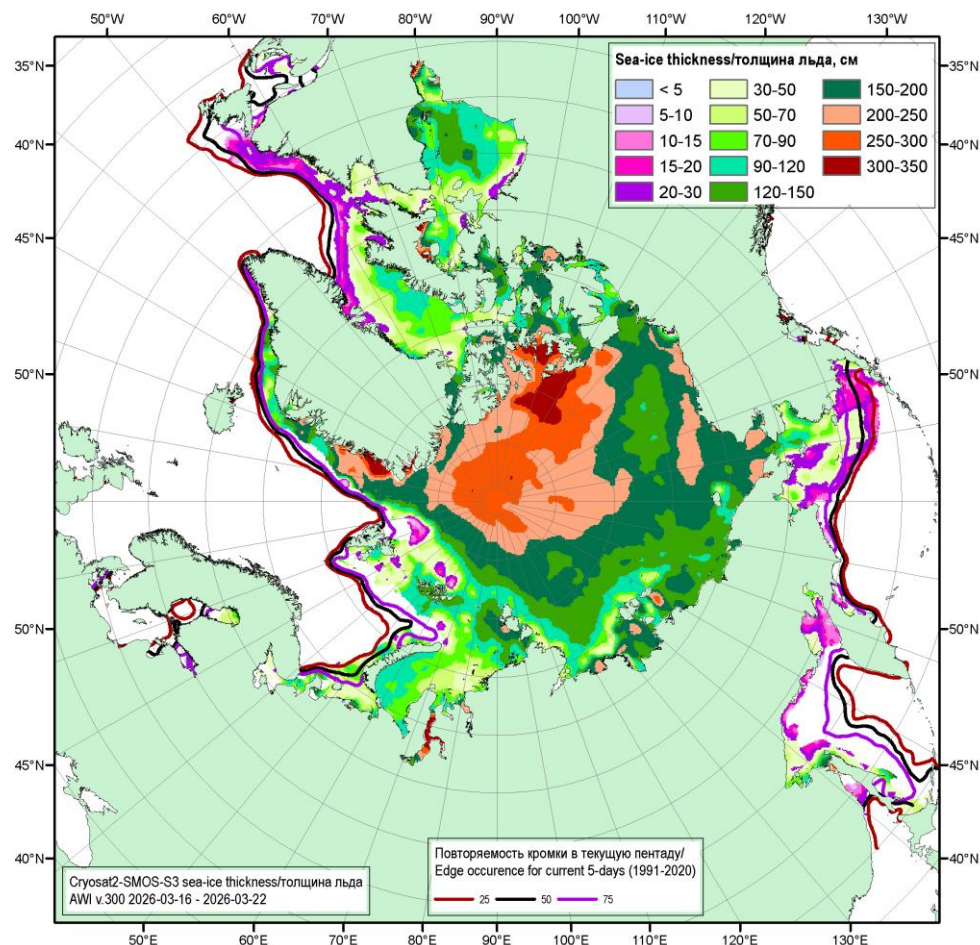 50°W 60°W 70°W 80°W 90°W 100°W 110°W 120°W 130°W
35°N 35°N
40°N 40°N
45°N 45°N
50°N 50°N
50°N 50°N
45°N 45°N
40°N 40°N
50°E 60°E 70°E 80°E 90°E 100°E 110°E 120°E
Sea-ice thickness/толщина льда, см
< 5 30-50 150-200
5-10 50-70 200-250
10-15 70-90 250-300
15-20 90-120 300-350
20-30 120-150
Cryosat2-SMOS-S3 sea-ice thickness/толщина льда
AWI v.300 2026-03-16 - 2026-03-22
Повторяемость кромки в текущую пентаду/
Edge occurence for current 5-days (1991-2020)
25 50 75